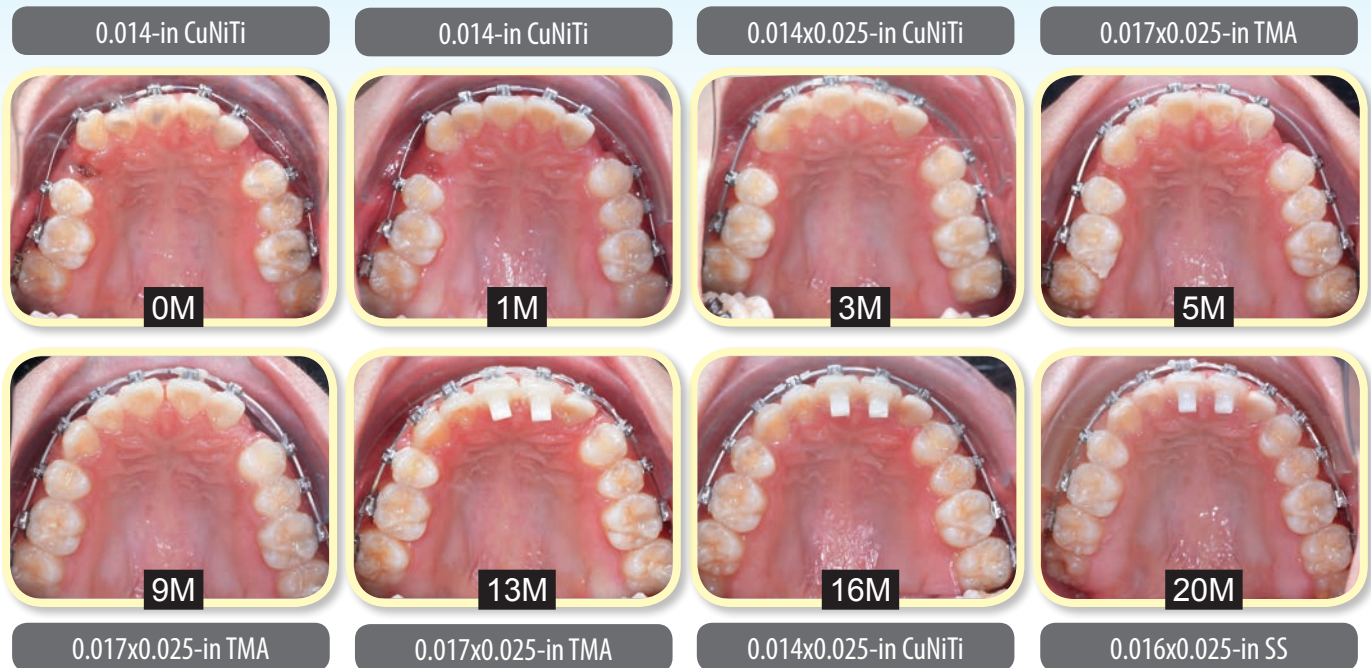 0.014-in CuNiTi
0.014-in CuNiTi
0.014x0.025-in CuNiTi
0.017x0.025-in TMA
0M
1M
3M
5M
9M
13M
16M
20M
0.017x0.025-in TMA
0.017x0.025-in TMA
0.014x0.025-in CuNiTi
0.016x0.025-in SS